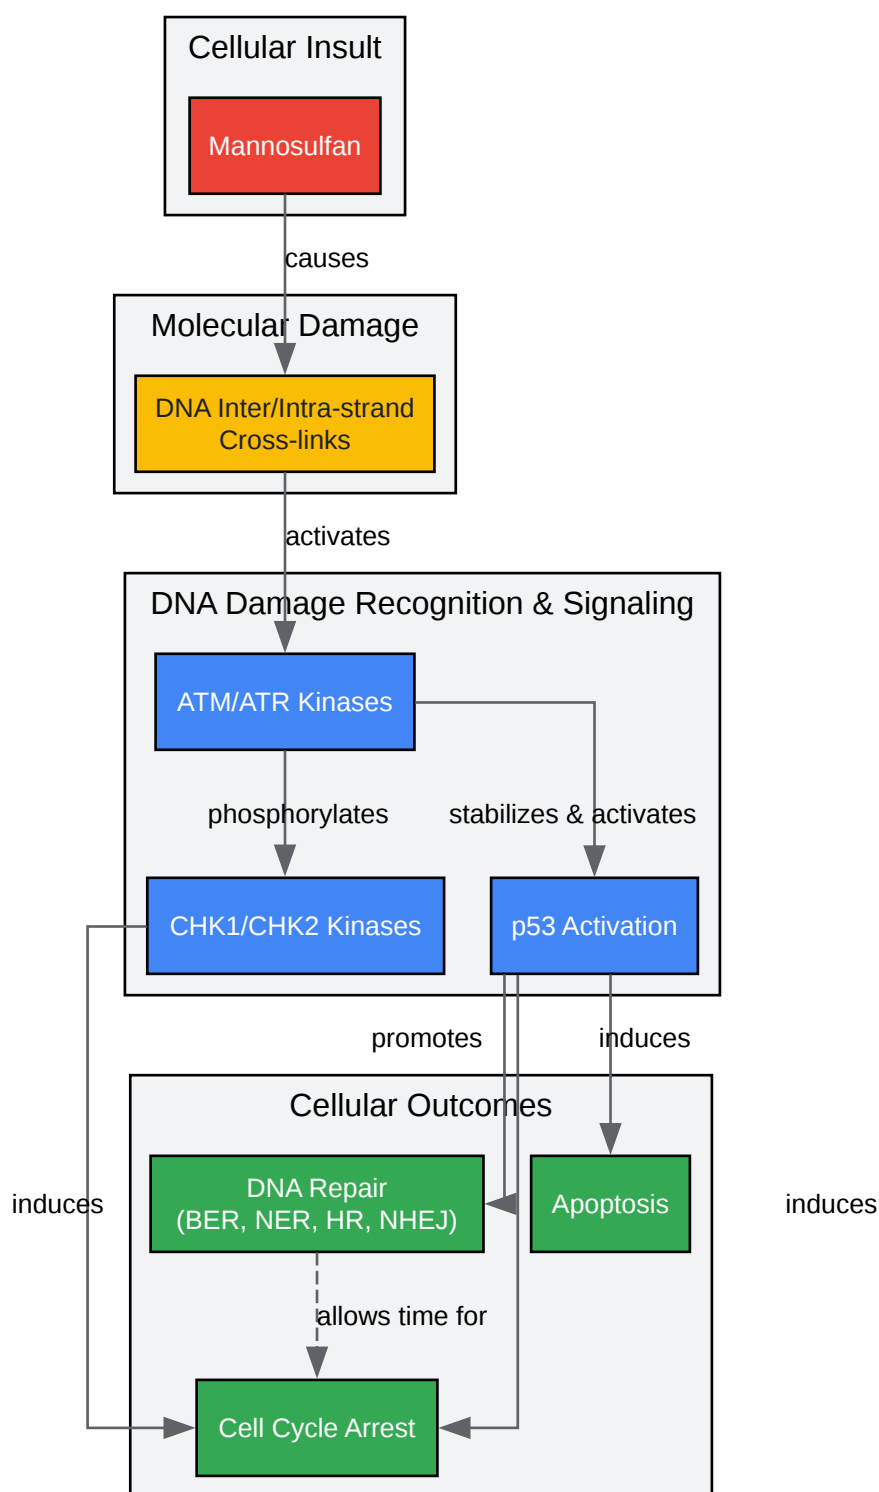 Cellular Insult
Mannosulfan
causes
Molecular Damage
DNA Inter/Intra-strand
Cross-links
activates
DNA Damage Recognition & Signaling
ATM/ATR Kinases
phosphorylates
stabilizes & activates
CHK1/CHK2 Kinases
p53 Activation
promotes
induces
Cellular Outcomes
DNA Repair
(BER, NER, HR, NHEJ)
Apoptosis
induces
induces
allows time for
Cell Cycle Arrest